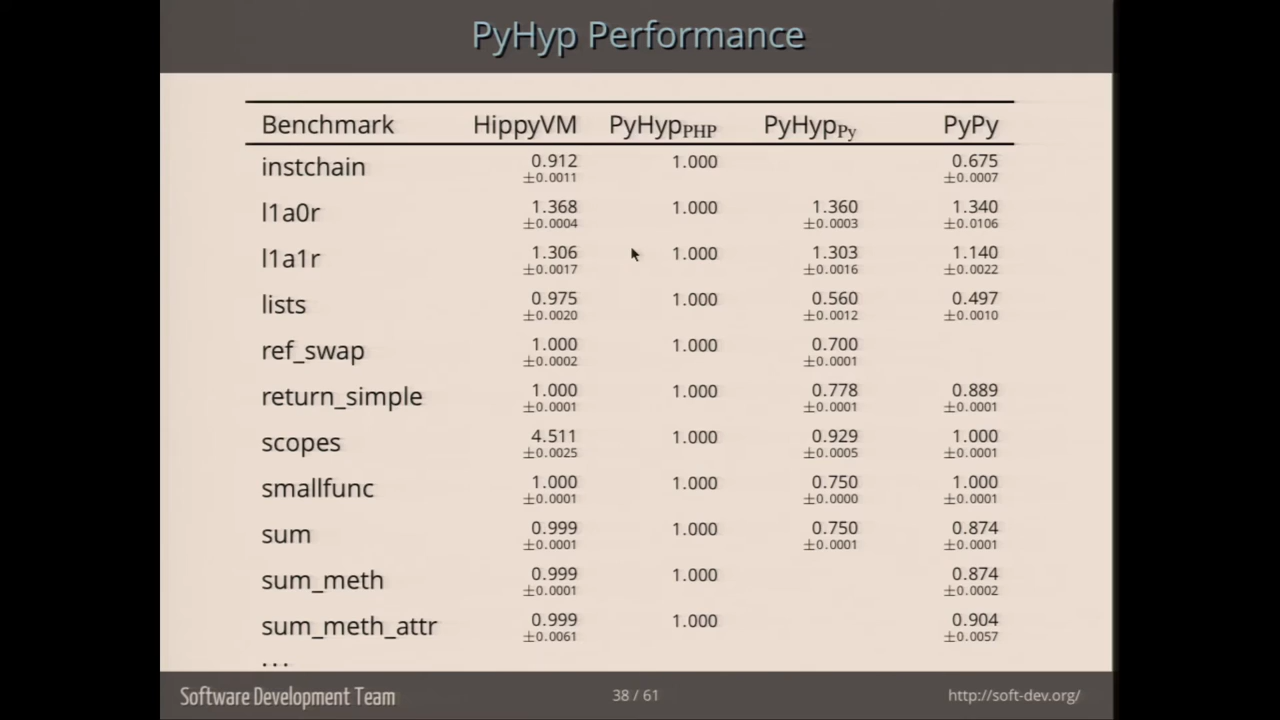 PyHyp Performance
Benchmark HippyVM PyHypPHP PyHypPy PyPy
instchain 0.912 ±0.0011 1.000 0.675 ±0.0007
l1a0r 1.368 ±0.0004 1.000 1.360 ±0.0003 1.340 ±0.0106
l1a1r 1.306 ±0.0017 1.000 1.303 ±0.0016 1.140 ±0.0022
lists 0.975 ±0.0020 1.000 0.560 ±0.0012 0.497 ±0.0010
ref_swap 1.000 ±0.0002 1.000 0.700 ±0.0001
return_simple 1.000 ±0.0001 1.000 0.778 ±0.0001 0.889 ±0.0001
scopes 4.511 ±0.0025 1.000 0.929 ±0.0005 1.000 ±0.0001
smallfunc 1.000 ±0.0001 1.000 0.750 ±0.0000 1.000 ±0.0001
sum 0.999 ±0.0001 1.000 0.750 ±0.0001 0.874 ±0.0001
sum_meth 0.999 ±0.0001 1.000 0.874 ±0.0002
sum_meth_attr 0.999 ±0.0061 1.000 0.904 ±0.0057
...
Software Development Team 38 / 61 http://soft-dev.org/